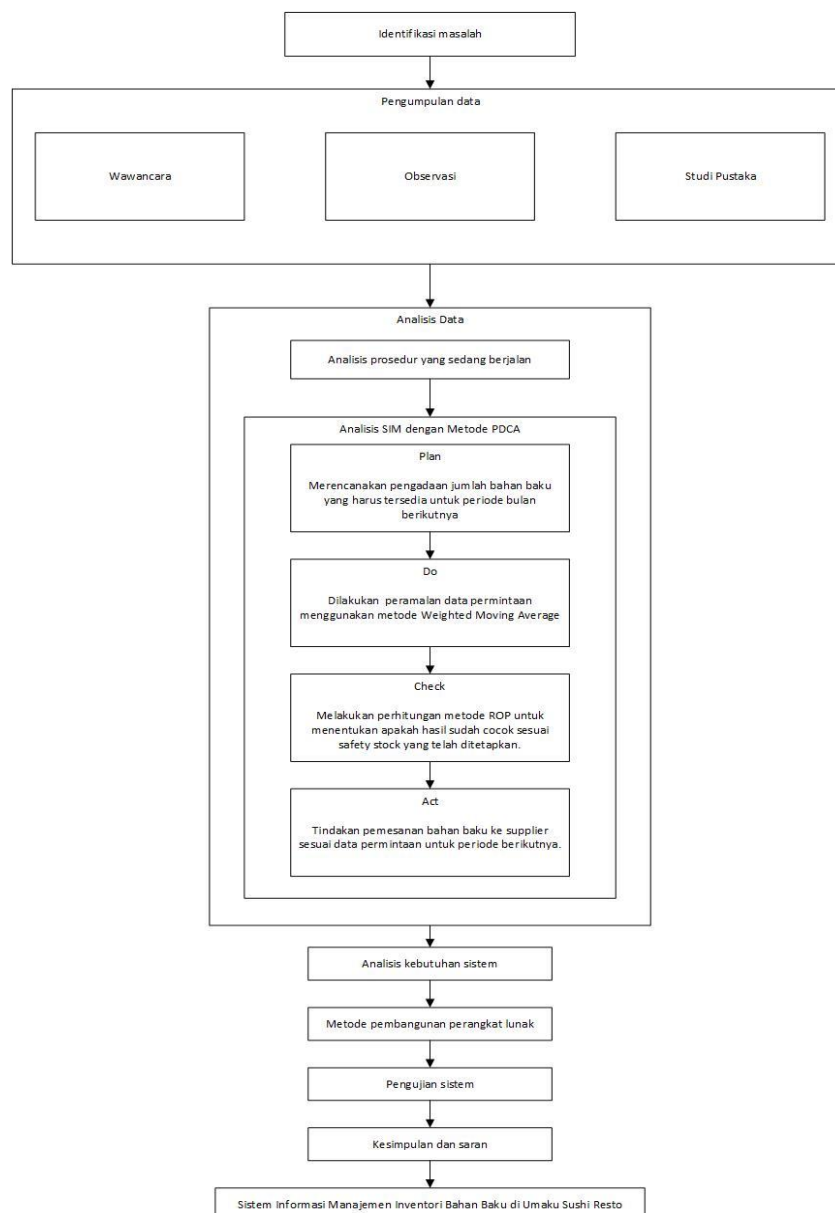 Identifikasi masalah
Pengumpulan data
Wawancara
Observasi
Studi Pustaka
Analisis Data
Analisis prosedur yang sedang berjalan
Analisis SIM dengan Metode PDCA
Plan
Merencanakan pengadaan jumlah bahan baku
yang harus tersedia untuk periode bulan
berikutnya
Do
Dilakukan peramalan data permintaan
menggunakan metode Weighted Moving Average
Check
Melakukan perhitungan metode ROP untuk
menentukan apakah hasil sudah cocok sesuai
safety stock yang telah ditetapkan.
Act
Tindakan pemesanan bahan baku ke supplier
sesuai data permintaan untuk periode berikutnya.
Analisis kebutuhan sistem
Metode pembangunan perangkat lunak
Pengujian sistem
Kesimpulan dan saran
Sistem Informasi Manajemen Inventori Bahan Baku di Umaku Sushi Resto